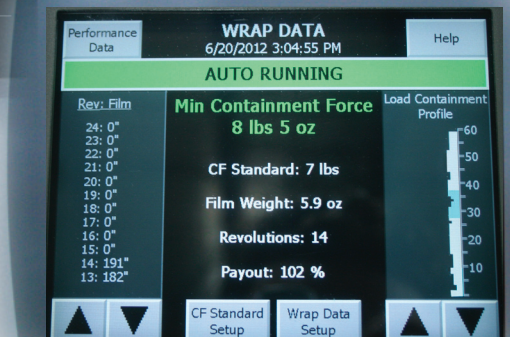 Performance
Data
WRAP DATA
6/20/2012 3:04:55 PM
Help
AUTO RUNNING
Rev: Film
24: 0"
23: 0"
22: 0"
21: 0"
20: 0"
19: 0"
18: 0"
17: 0"
16: 0"
15: 0"
14: 191"
13: 182"
Min Containment Force
8 lbs 5 oz
CF Standard: 7 lbs
Film Weight: 5.9 oz
Revolutions: 14
Payout: 102 %
Load Containment
Profile
60
50
40
30
20
10
CF Standard
Setup
Wrap Data
Setup